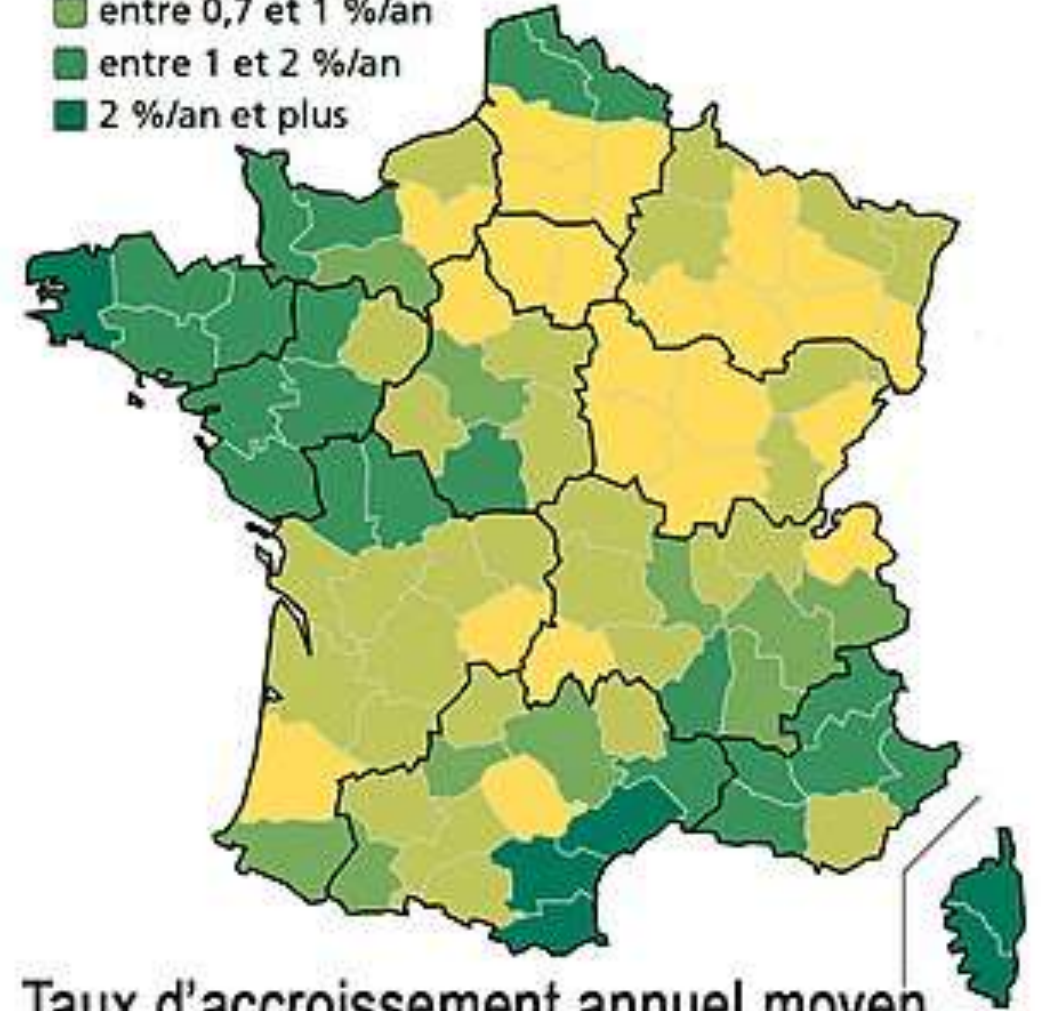 entre 0,7 et 1 %/an
entre 1 et 2 %/an
2 %/an et plus
Taux d'accroissement annuel moyen